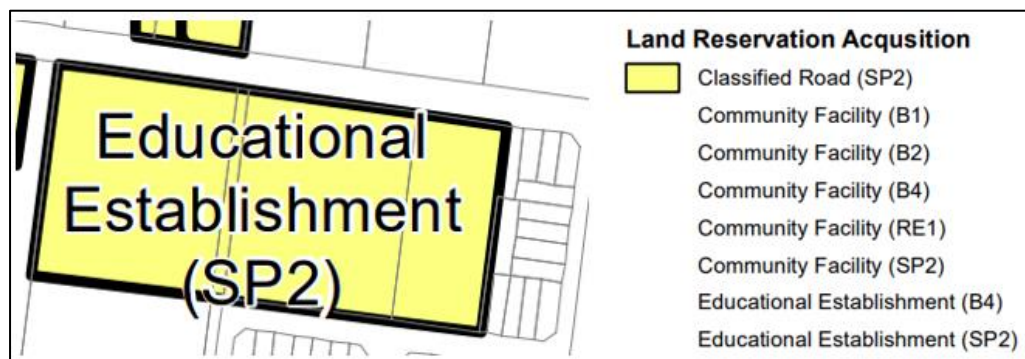 Educational
Establishment
(SP2)
Land Reservation Acqusition
Classified Road (SP2)
Community Facility (B1)
Community Facility (B2)
Community Facility (B4)
Community Facility (RE1)
Community Facility (SP2)
Educational Establishment (B4)
Educational Establishment (SP2)